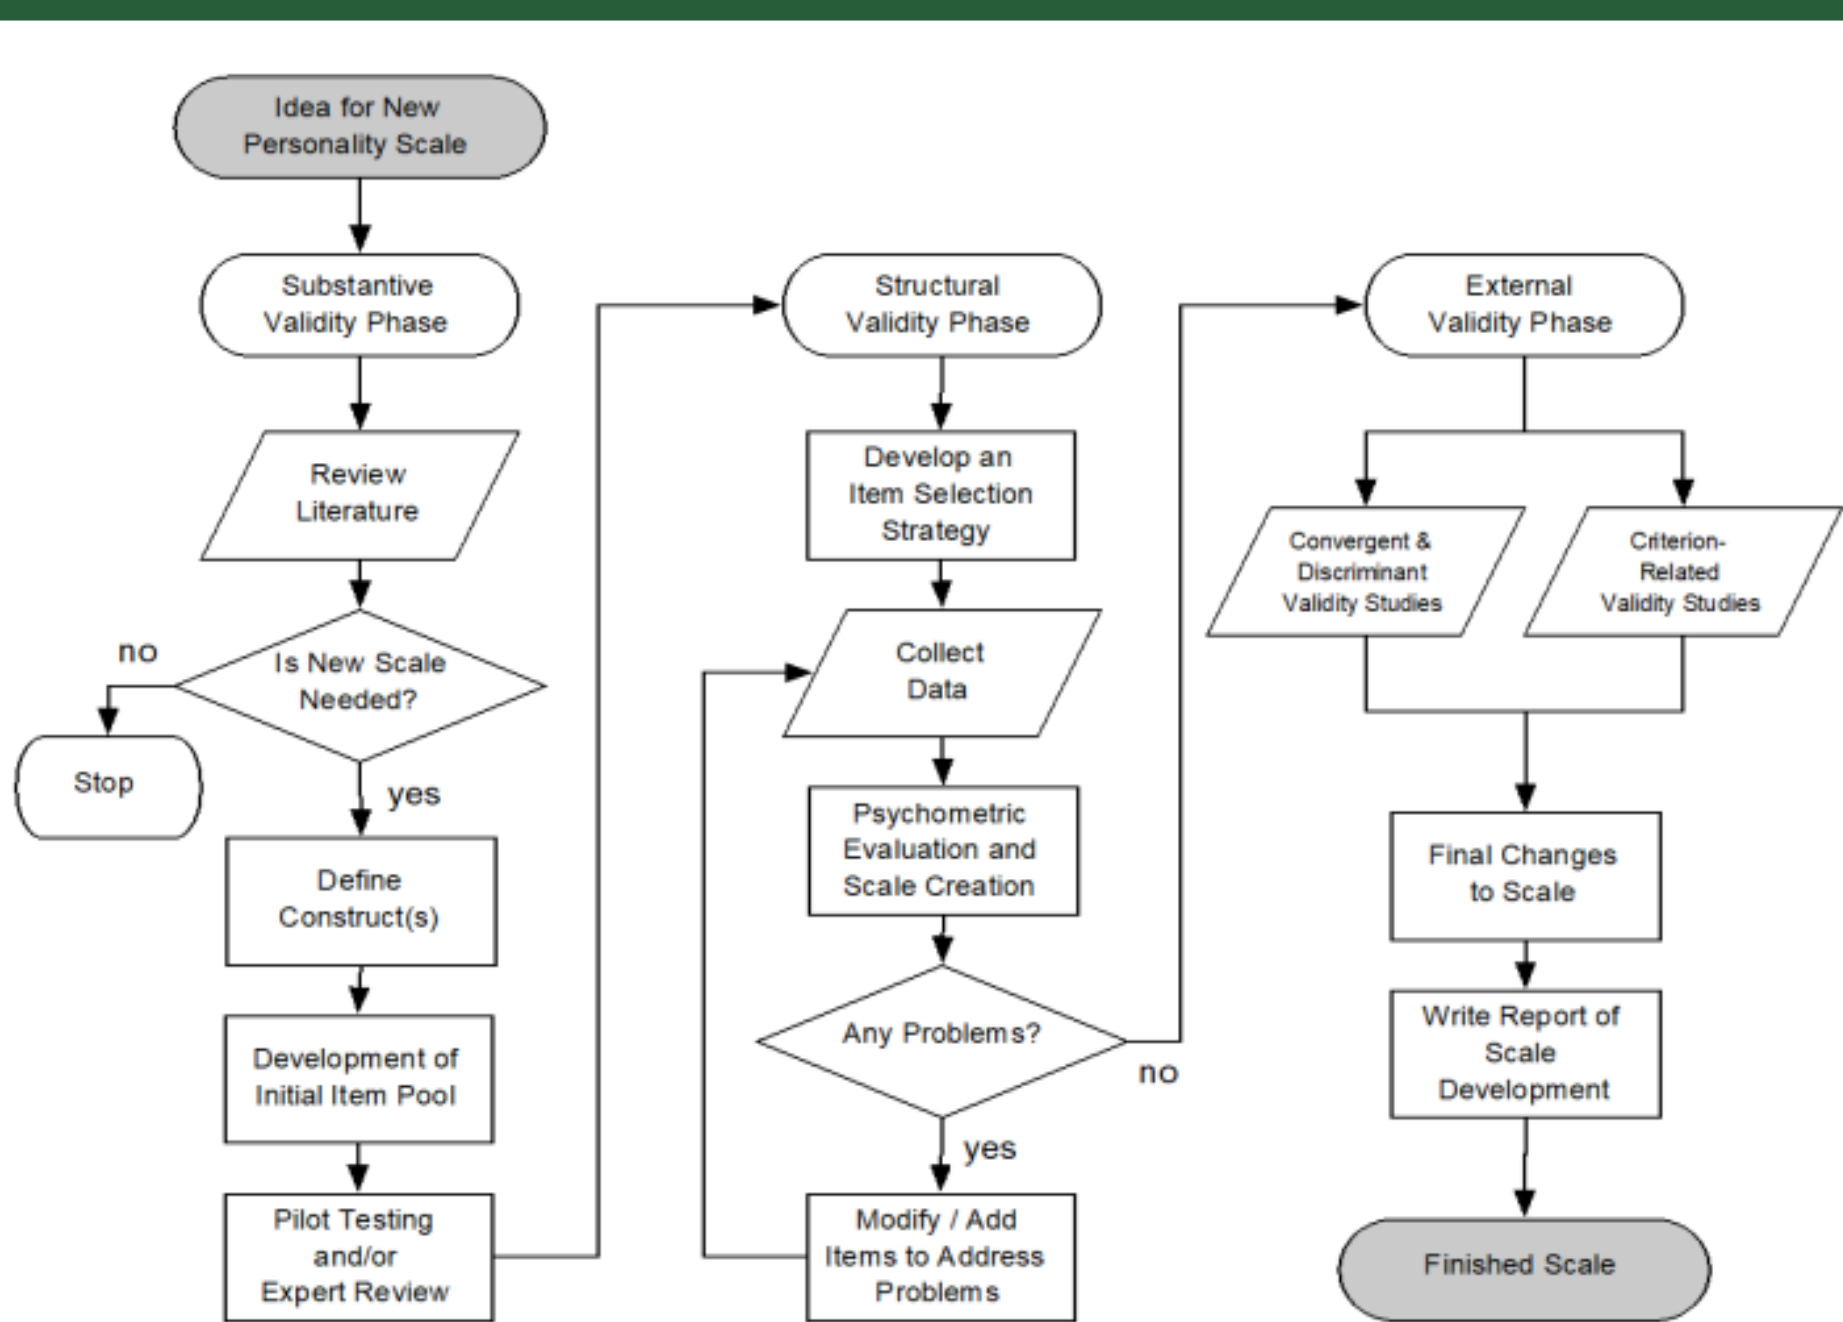 Idea for New
Personality Scale
Substantive
Validity Phase
Review
Literature
no
Is New Scale
Needed?
Stop
yes
Define
Construct(s)
Development of
Initial Item Pool
Pilot Testing
and/or
Expert Review
Structural
Validity Phase
Develop an
Item Selection
Strategy
Collect
Data
Psychometric
Evaluation and
Scale Creation
Any Problems?
no
yes
Modify / Add
Items to Address
Problems
External
Validity Phase
Convergent &
Discriminant
Validity Studies
Criterion-
Related
Validity Studies
Final Changes
to Scale
Write Report of
Scale
Development
Finished Scale